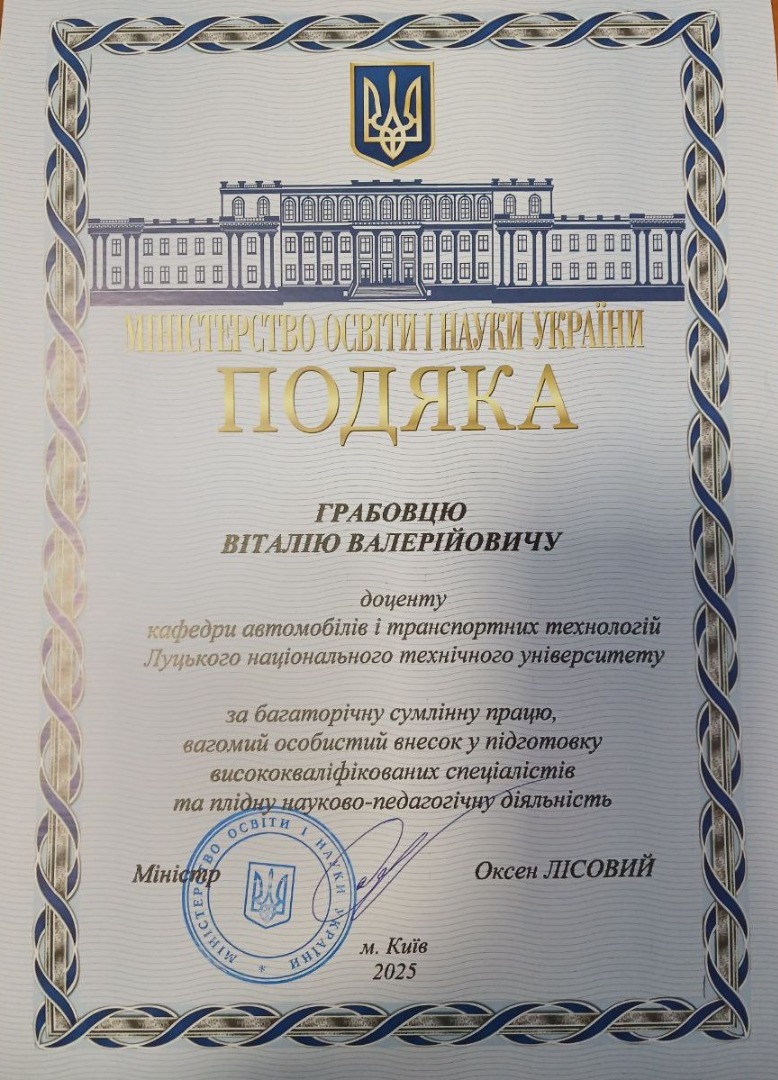 МІНІСТЕРСТВО ОСВІТИ І НАУКИ УКРАЇНИ
ПОДЯКА
ГРАБОВЦЮ
ВІТАЛІЮ ВАЛЕРІЙОВИЧУ
доценту
кафедри автомобілів і транспортних технологій
Луцького національного технічного університету
за багаторічну сумлінну працю,
вагомий особистий внесок у підготовку
висококваліфікованих спеціалістів
та плідну науково-педагогічну діяльність
Міністр
Оксен ЛІСОВИЙ
МІНІСТЕРСТВО ОСВІТИ І НАУКИ УКРАЇНИ *
м. Київ
2025